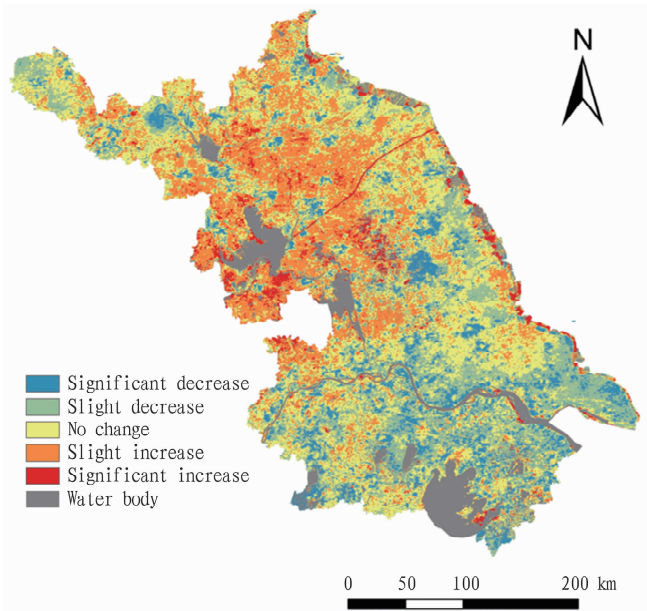 N
Significant decrease
Slight decrease
No change
Slight increase
Significant increase
Water body
0 50 100 200 km